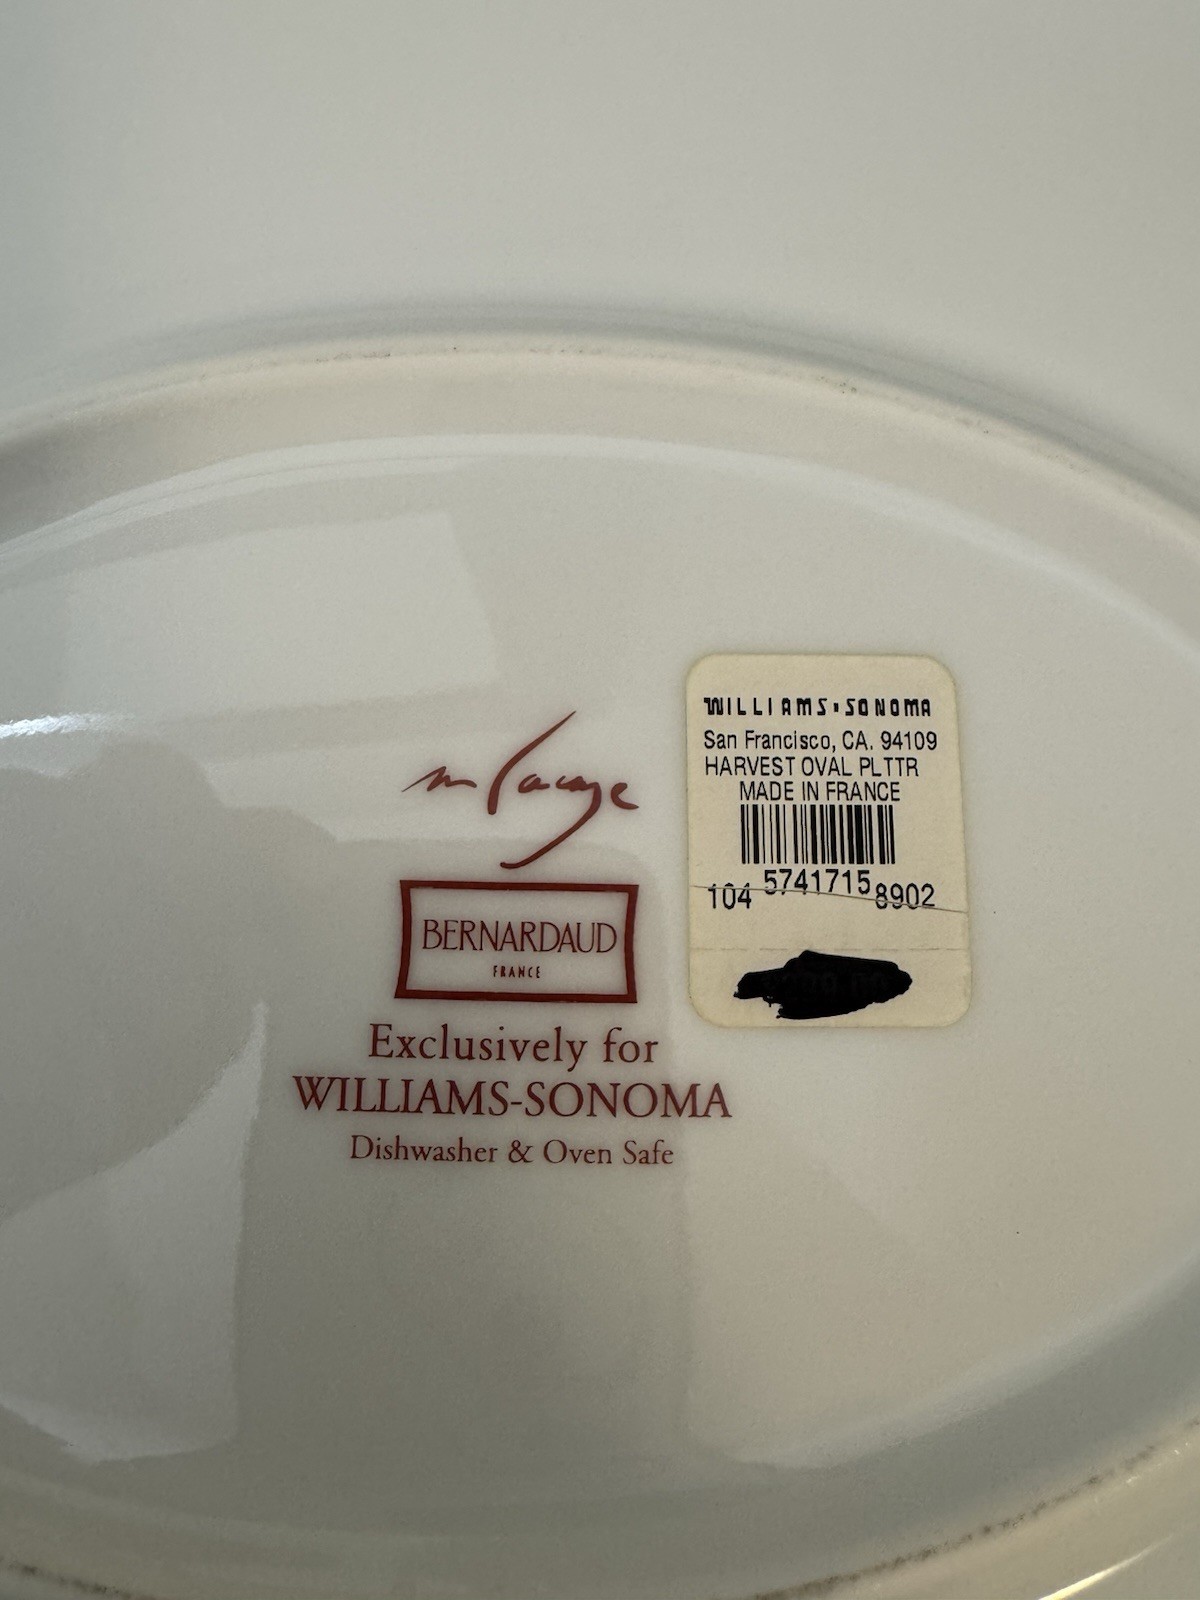 m lacaze
BERNARDAUD
FRANCE
Exclusively for
WILLIAMS-SONOMA
Dishwasher & Oven Safe
WILLIAMS-SONOMA
San Francisco, CA. 94109
HARVEST OVAL PLTTR
MADE IN FRANCE
104 5741715 8902